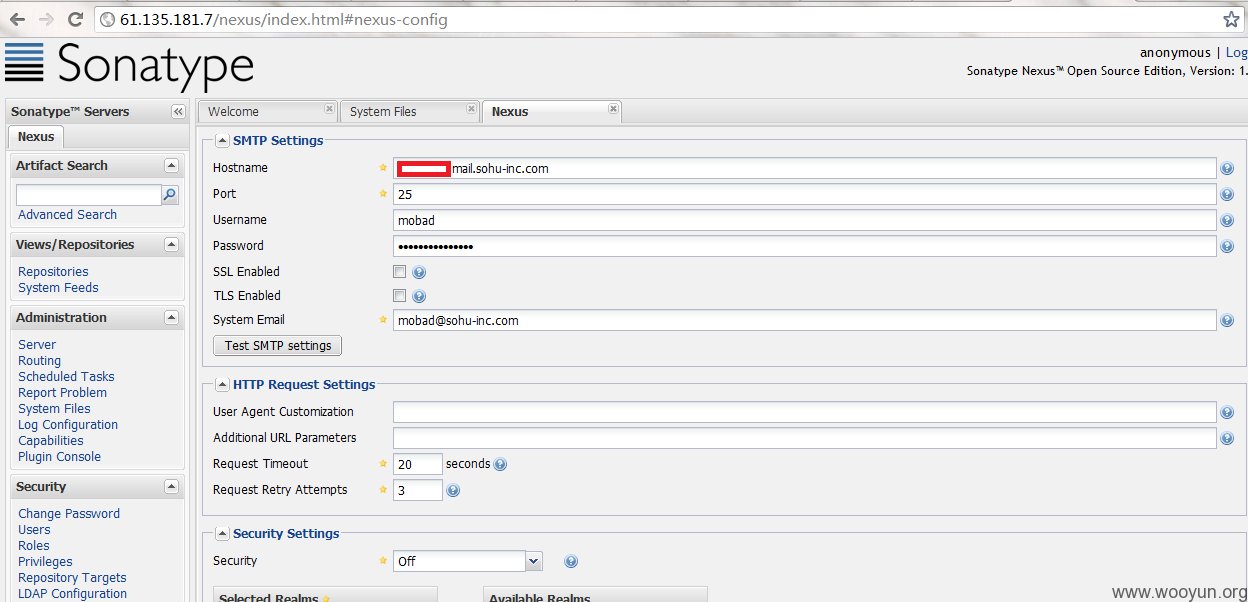 61.135.181.7/nexus/index.html#nexus-config
Sonatype
anonymous | Log
Sonatype Nexus™ Open Source Edition, Version: 1.
Sonatype™ Servers
Welcome
System Files
Nexus
Nexus
Artifact Search
Advanced Search
Views/Repositories
Repositories
System Feeds
Administration
Server
Routing
Scheduled Tasks
Report Problem
System Files
Log Configuration
Capabilities
Plugin Console
Security
Change Password
Users
Roles
Privileges
Repository Targets
LDAP Configuration
SMTP Settings
Hostname mail.sohu-inc.com
Port 25
Username mobad
Password •••••••••••••••
SSL Enabled
TLS Enabled
System Email mobad@sohu-inc.com
Test SMTP settings
HTTP Request Settings
User Agent Customization
Additional URL Parameters
Request Timeout 20 seconds
Request Retry Attempts 3
Security Settings
Security Off
Selected Realms
Available Realms
www.wooyun.org